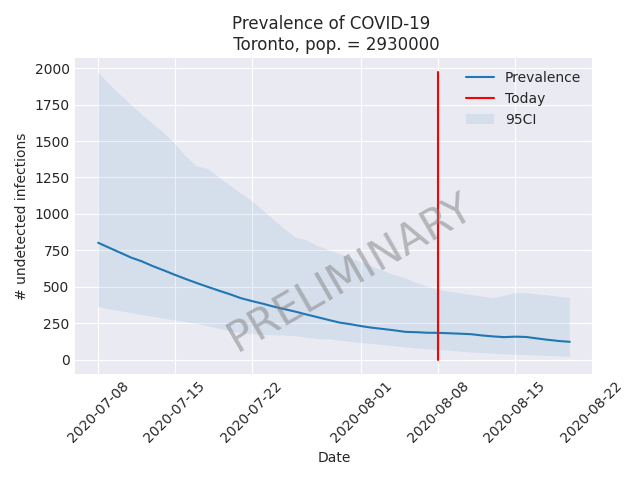 Prevalence of COVID-19
Toronto, pop. = 2930000
2000
1750
1500
1250
1000
750
500
250
0
# undetected infections
Prevalence
Today
95CI
PRELIMINARY
2020-07-08
2020-07-15
2020-07-22
2020-08-01
2020-08-08
2020-08-15
2020-08-22
Date